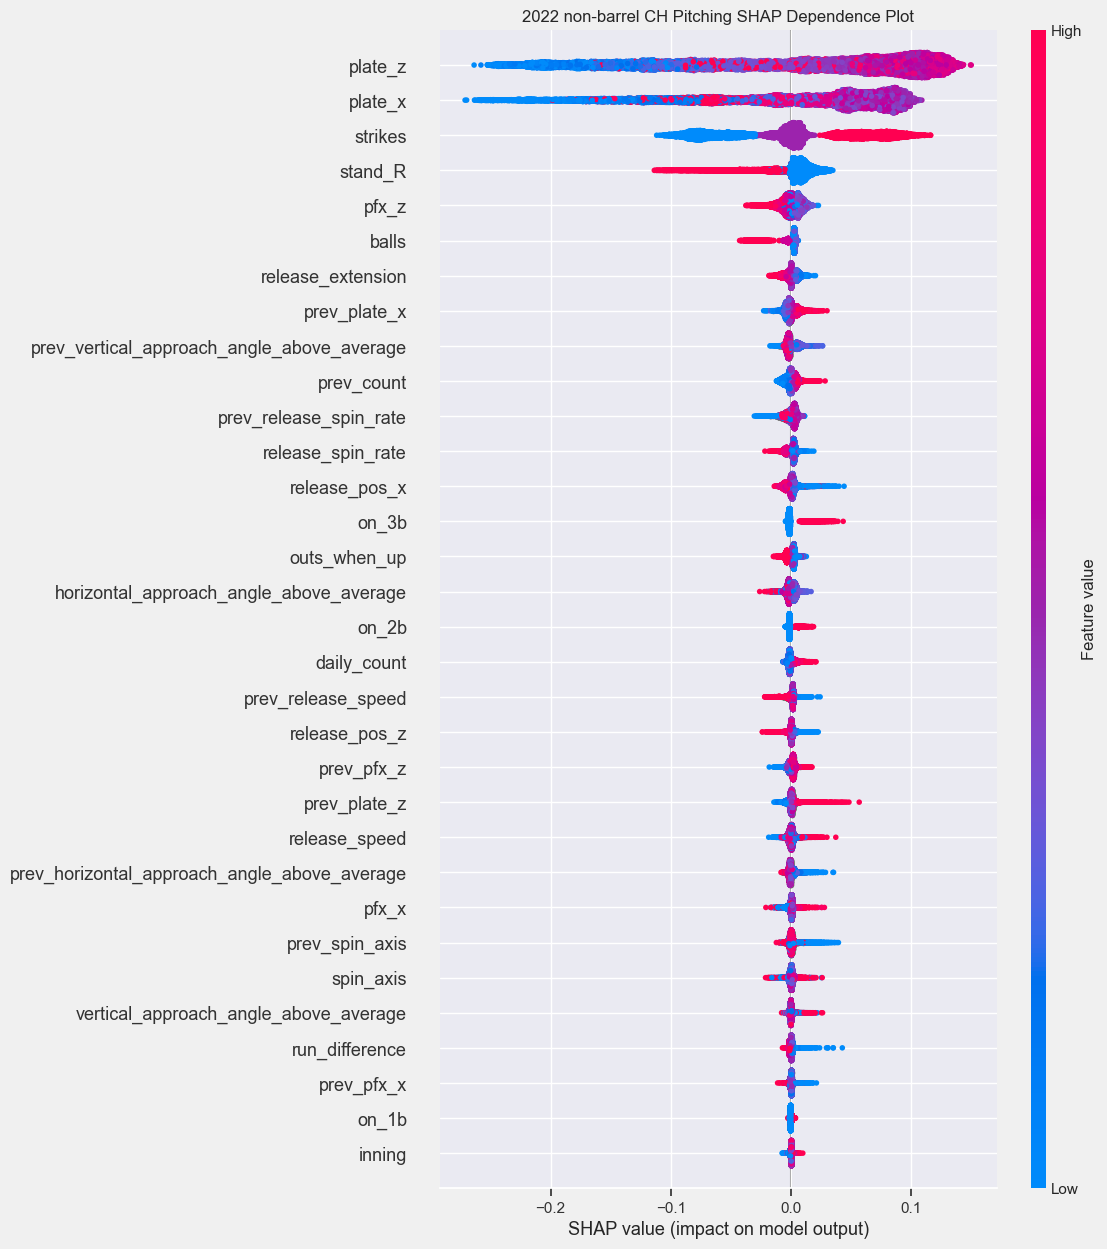 2022 non-barrel CH Pitching SHAP Dependence Plot
High
plate_z
plate_x
strikes
stand_R
pfx_z
balls
release_extension
prev_plate_x
prev_vertical_approach_angle_above_average
prev_count
prev_release_spin_rate
release_spin_rate
release_pos_x
on_3b
outs_when_up
horizontal_approach_angle_above_average
on_2b
daily_count
prev_release_speed
release_pos_z
prev_pfx_z
prev_plate_z
release_speed
prev_horizontal_approach_angle_above_average
pfx_x
prev_spin_axis
spin_axis
vertical_approach_angle_above_average
run_difference
prev_pfx_x
on_1b
inning
Feature value
Low
−0.2 −0.1 0.0 0.1
SHAP value (impact on model output)